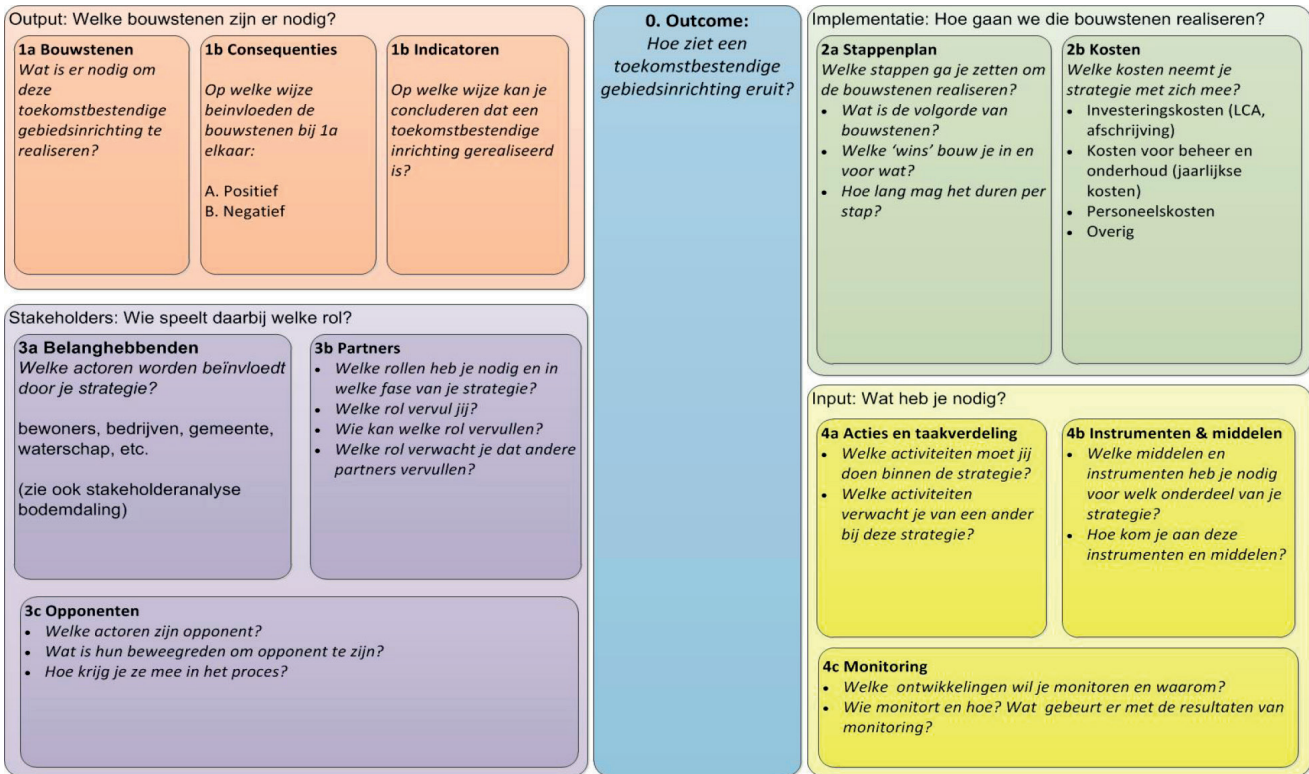 Output: Welke bouwstenen zijn er nodig?
1a Bouwstenen
Wat is er nodig om
deze
toekomstbestendige
gebiedsinrichting te
realiseren?
1b Consequenties
Op welke wijze
beinvloeden de
bouwstenen bij 1a
elkaar:
A. Positief
B. Negatief
1b Indicatoren
Op welke wijze kan je
concluderen dat een
toekomstbestendige
inrichting gerealiseerd
is?
0. Outcome:
Hoe ziet een
toekomstbestendige
gebiedsinrichting eruit?
Implementatie: Hoe gaan we die bouwstenen realiseren?
2a Stappenplan
Welke stappen ga je zetten om
de bouwstenen realiseren?
• Wat is de volgorde van
bouwstenen?
• Welke ‘wins’ bouw je in en
voor wat?
• Hoe lang mag het duren per
stap?
2b Kosten
Welke kosten neemt je
strategie met zich mee?
• Investeringskosten (LCA,
afschrijving)
• Kosten voor beheer en
onderhoud (jaarlijkse
kosten)
• Personeelskosten
• Overig
Stakeholders: Wie speelt daarbij welke rol?
3a Belanghebbenden
Welke actoren worden beïnvloedt
door je strategie?
bewoners, bedrijven, gemeente,
waterschap, etc.
(zie ook stakeholderanalyse
bodemdaling)
3b Partners
• Welke rollen heb je nodig en in
welke fase van je strategie?
• Welke rol vervul jij?
• Wie kan welke rol vervullen?
• Welke rol verwacht je dat andere
partners vervullen?
3c Opponenten
• Welke actoren zijn opponent?
• Wat is hun beweegreden om opponent te zijn?
• Hoe krijg je ze mee in het proces?
Input: Wat heb je nodig?
4a Acties en taakverdeling
• Welke activiteiten moet jij
doen binnen de strategie?
• Welke activiteiten
verwacht je van een ander
bij deze strategie?
4b Instrumenten & middelen
• Welke middelen en
instrumenten heb je nodig
voor welk onderdeel van je
strategie?
• Hoe kom je aan deze
instrumenten en middelen?
4c Monitoring
• Welke ontwikkelingen wil je monitoren en waarom?
• Wie monitort en hoe? Wat gebeurt er met de resultaten van
monitoring?